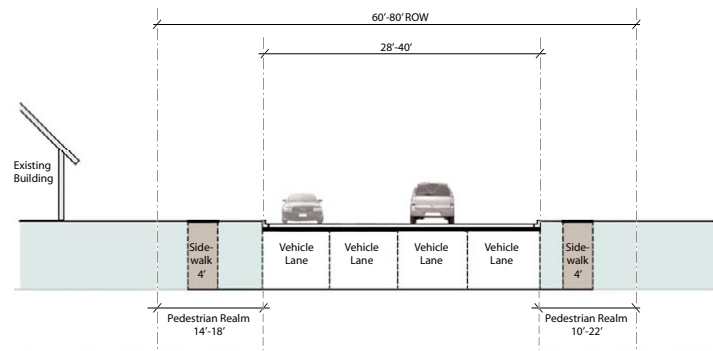 60’-80’ ROW
28’-40’
Existing
Building
Side-
walk
4’
Vehicle
Lane
Vehicle
Lane
Vehicle
Lane
Vehicle
Lane
Side-
walk
4’
Pedestrian Realm
14’-18’
Pedestrian Realm
10’-22’